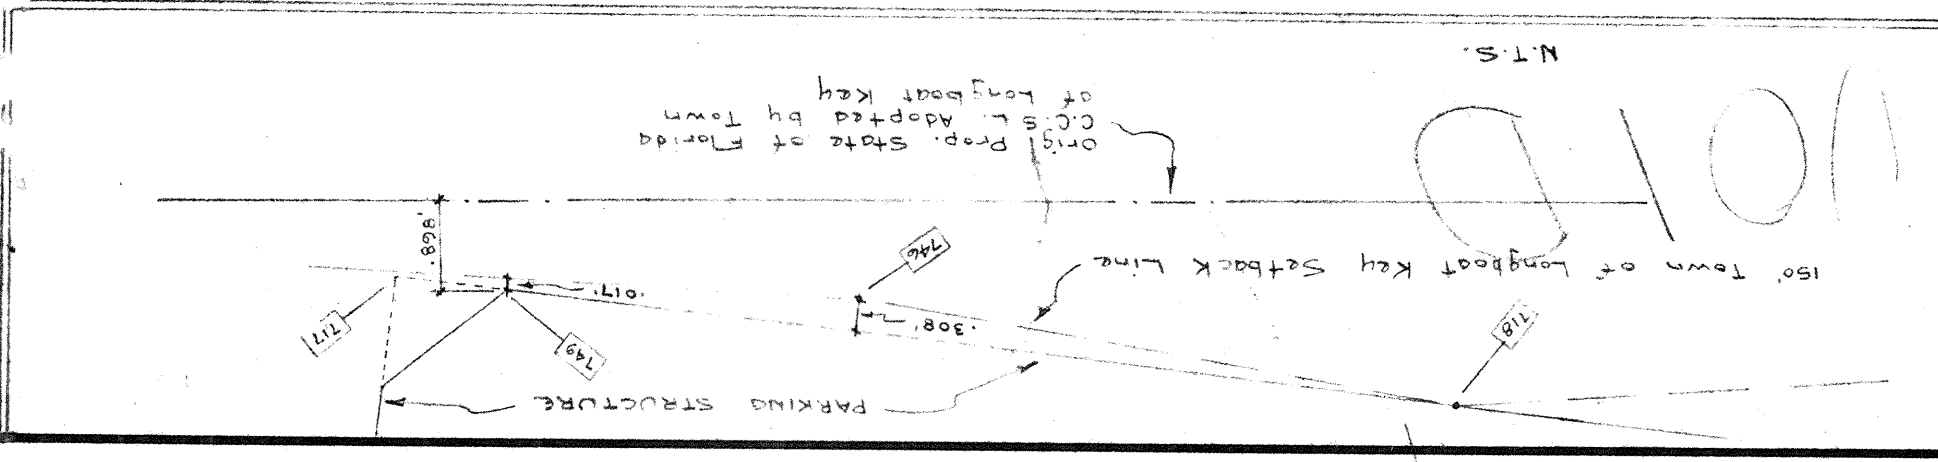 PARKING STRUCTURE
718
749
717
.308'
.017'
150' Town of Longboat Key Setback Line
746
.868'
Orig. Prop. State of Florida
C.C.S.L. Adopted by Town
of Longboat Key
N.T.S.